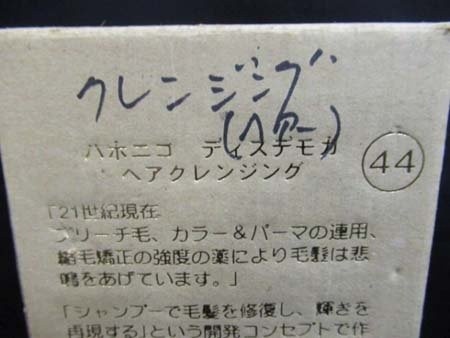 クレンジング
(ヘアー)
ハホニコ ディスデモカ
ヘアクレンジング
44
「21世紀現在
ブリーチ毛、カラー&パーマの連用、
縮毛矯正の強度の薬により毛髪は悲
鳴をあげています。」
「シャンプーで毛髪を修復し、輝きを
再現する」という開発コンセプトで作